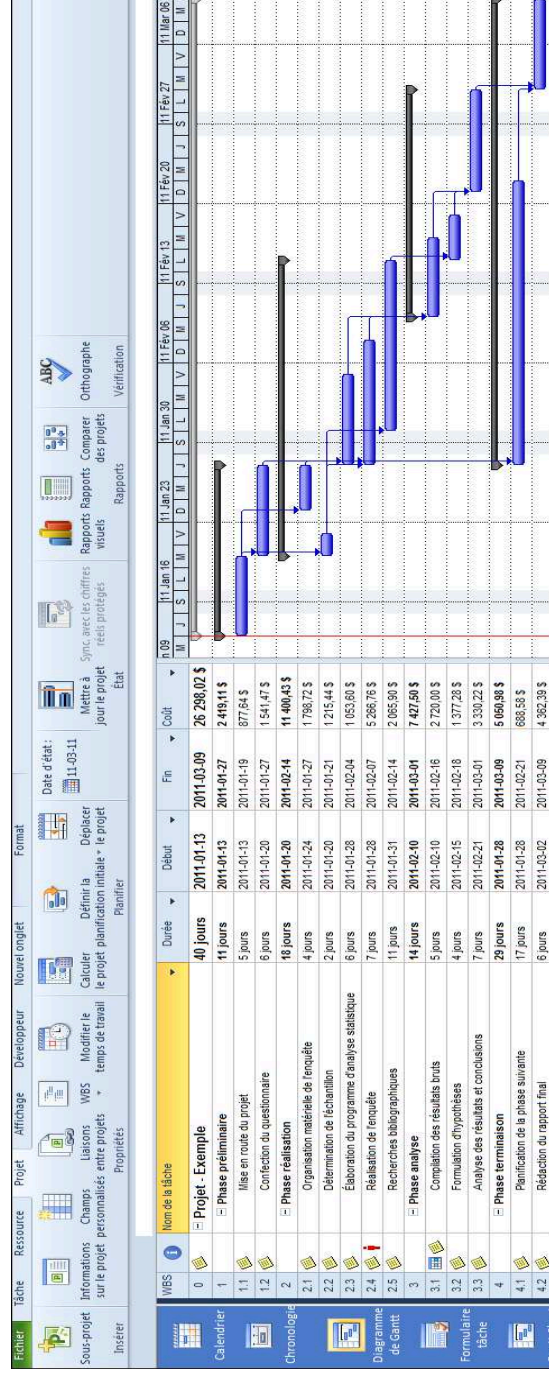 Fichier Tâche Ressource Projet Affichage Développeur Nouvel onglet Format
Sous-projet
Insérer
Informations sur le projet
Champs personnalisés
Liaisons entre projets
Propriétés
WBS
Modifier le temps de travail
Calculer le projet
Définir la planification initiale
Déplacer le projet
Planifier
Date d'état :
11-03-11
Mettre à jour le projet
Sync. avec les chiffres réels protégés
État
Rapports visuels
Rapports
Comparer des projets
Rapports
ABC
Orthographe
Vérification
Calendrier
Chronologie
Diagramme de Gantt
Formulaire tâche
WBS Nom de la tâche Durée Début Fin Coût
0 Projet - Exemple 40 jours 2011-01-13 2011-03-09 26 298,02 $
1 Phase préliminaire 11 jours 2011-01-13 2011-01-27 2 419,11 $
1.1 Mise en route du projet 5 jours 2011-01-13 2011-01-19 877,64 $
1.2 Confection du questionnaire 6 jours 2011-01-20 2011-01-27 1 541,47 $
2 Phase réalisation 18 jours 2011-01-20 2011-02-14 11 400,43 $
2.1 Organisation matérielle de l'enquête 4 jours 2011-01-24 2011-01-27 1 798,72 $
2.2 Détermination de l'échantillon 2 jours 2011-01-20 2011-01-21 1 215,44 $
2.3 Élaboration du programme d'analyse statistique 6 jours 2011-01-28 2011-02-04 1 053,60 $
2.4 Réalisation de l'enquête 7 jours 2011-01-28 2011-02-07 5 266,76 $
2.5 Recherches bibliographiques 11 jours 2011-01-31 2011-02-14 2 065,90 $
3 Phase analyse 14 jours 2011-02-10 2011-03-01 7 427,50 $
3.1 Compilation des résultats bruts 5 jours 2011-02-10 2011-02-16 2 720,00 $
3.2 Formulation d'hypothèses 4 jours 2011-02-15 2011-02-18 1 377,28 $
3.3 Analyse des résultats et conclusions 7 jours 2011-02-21 2011-03-01 3 330,22 $
4 Phase terminaison 29 jours 2011-01-28 2011-03-09 5 050,98 $
4.1 Planification de la phase suivante 17 jours 2011-01-28 2011-02-21 688,58 $
4.2 Rédaction du rapport final 6 jours 2011-03-02 2011-03-09 4 362,39 $
n 09 11 Jan 16 11 Jan 23 11 Jan 30 11 Fév 06 11 Fév 13 11 Fév 20 11 Fév 27 11 Mar 06
M J S L M V D M J S L M V D M J S L M V D M J S L M V D M